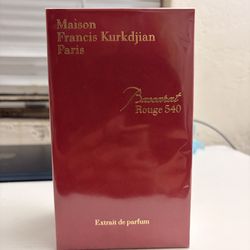 Maison
Francis Kurkdjian
Paris
Baccarat
Rouge 540
Extrait de parfum